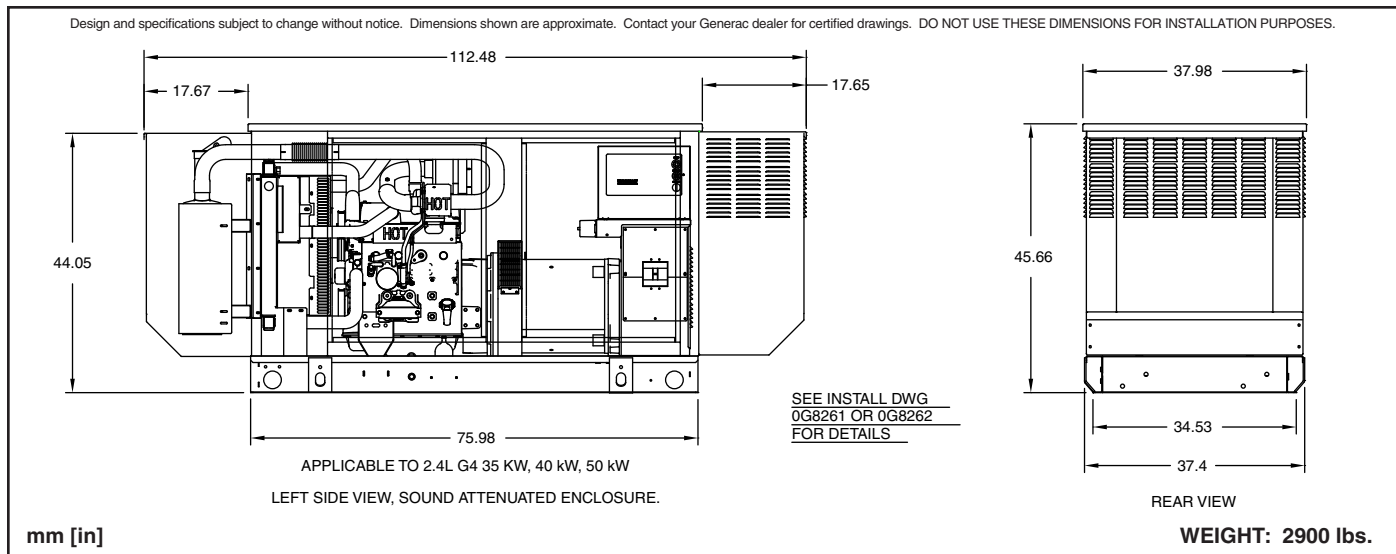 Design and specifications subject to change without notice. Dimensions shown are approximate. Contact your Generac dealer for certified drawings. DO NOT USE THESE DIMENSIONS FOR INSTALLATION PURPOSES.
112.48
17.67
17.65
37.98
44.05
HOT
HOT
45.66
SEE INSTALL DWG
0G8261 OR 0G8262
FOR DETAILS
75.98
34.53
APPLICABLE TO 2.4L G4 35 KW, 40 kW, 50 kW
37.4
LEFT SIDE VIEW, SOUND ATTENUATED ENCLOSURE.
REAR VIEW
mm [in]
WEIGHT: 2900 lbs.